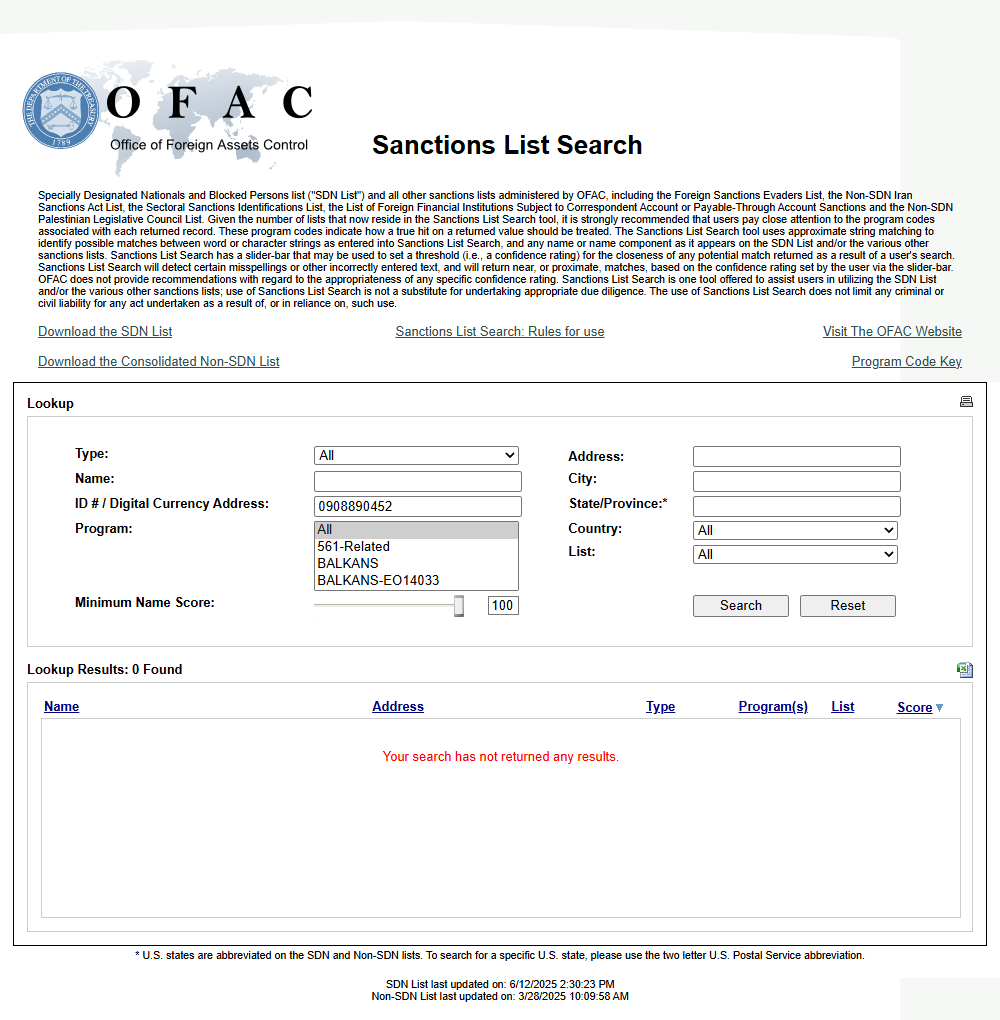 THE DEPARTMENT OF THE TREASURY
1789
OFAC
Office of Foreign Assets Control
Sanctions List Search
Specially Designated Nationals and Blocked Persons list ("SDN List") and all other sanctions lists administered by OFAC, including the Foreign Sanctions Evaders List, the Non-SDN Iran
Sanctions Act List, the Sectoral Sanctions Identifications List, the List of Foreign Financial Institutions Subject to Correspondent Account or Payable-Through Account Sanctions and the Non-SDN
Palestinian Legislative Council List. Given the number of lists that now reside in the Sanctions List Search tool, it is strongly recommended that users pay close attention to the program codes
associated with each returned record. These program codes indicate how a true hit on a returned value should be treated. The Sanctions List Search tool uses approximate string matching to
identify possible matches between word or character strings as entered into Sanctions List Search, and any name or name component as it appears on the SDN List and/or the various other
sanctions lists. Sanctions List Search has a slider-bar that may be used to set a threshold (i.e., a confidence rating) for the closeness of any potential match returned as a result of a user's search.
Sanctions List Search will detect certain misspellings or other incorrectly entered text, and will return near, or proximate, matches, based on the confidence rating set by the user via the slider-bar.
OFAC does not provide recommendations with regard to the appropriateness of any specific confidence rating. Sanctions List Search is one tool offered to assist users in utilizing the SDN List
and/or the various other sanctions lists; use of Sanctions List Search is not a substitute for undertaking appropriate due diligence. The use of Sanctions List Search does not limit any criminal or
civil liability for any act undertaken as a result of, or in reliance on, such use.
Download the SDN List Sanctions List Search: Rules for use Visit The OFAC Website
Download the Consolidated Non-SDN List Program Code Key
Lookup
Type: All Address:
Name: City:
ID # / Digital Currency Address: 0908890452 State/Province:*
Program: All Country: All
561-Related List: All
BALKANS
BALKANS-EO14033
Minimum Name Score: 100 Search Reset
Lookup Results: 0 Found
Name Address Type Program(s) List Score
Your search has not returned any results.
* U.S. states are abbreviated on the SDN and Non-SDN lists. To search for a specific U.S. state, please use the two letter U.S. Postal Service abbreviation.
SDN List last updated on: 6/12/2025 2:30:23 PM
Non-SDN List last updated on: 3/28/2025 10:09:58 AM